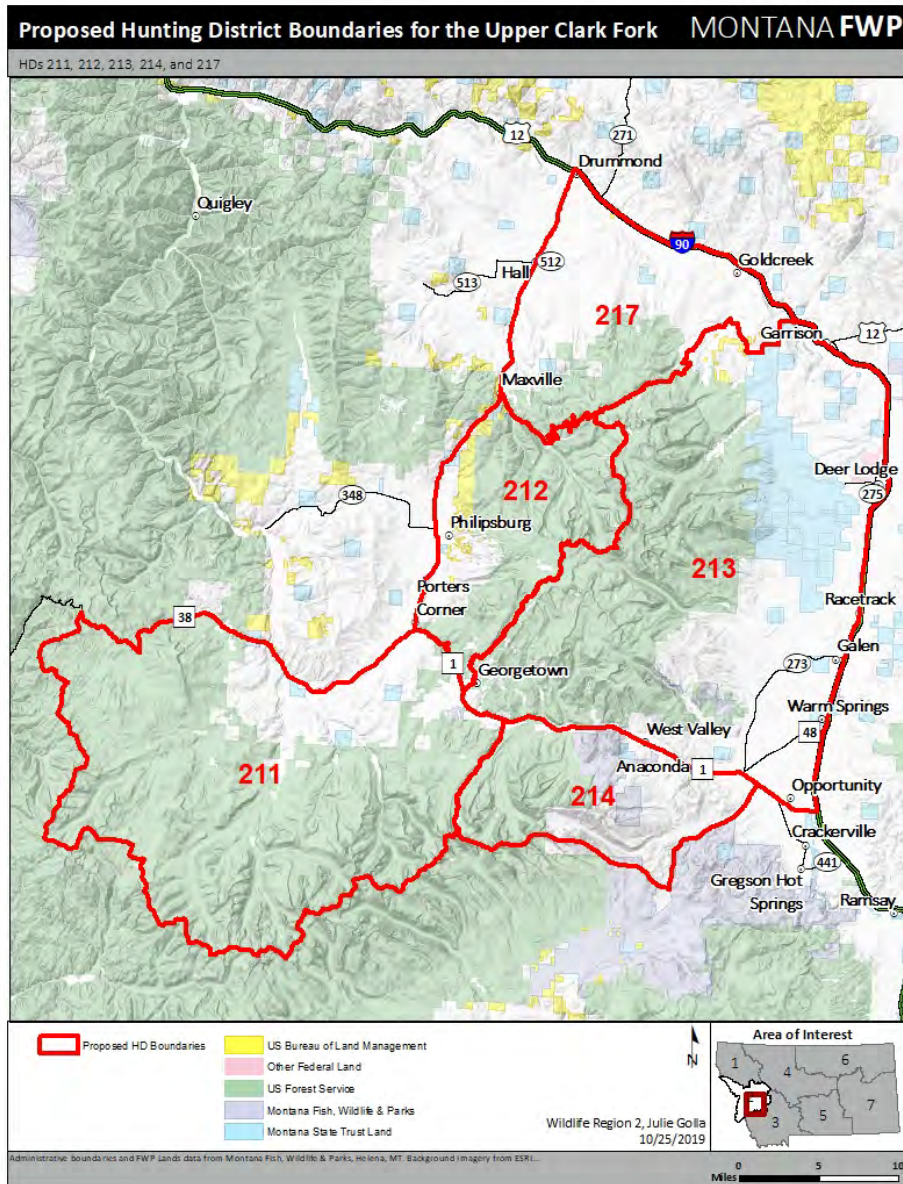 Proposed Hunting District Boundaries for the Upper Clark Fork MONTANA FWP
HDs 211, 212, 213, 214, and 217
12
271
Drummond
Quigley
90
512
Hall
Goldcreek
513
217
Garrison
12
Maxville
Deer Lodge
275
212
348
Philipsburg
213
Porters
Corner
Racetrack
38
Galen
1
273
Georgetown
Warm Springs
48
West Valley
211
Anaconda
1
Opportunity
214
Crackerville
441
Gregson Hot
Springs
Ramsay
Proposed HD Boundaries
US Bureau of Land Management
Other Federal Land
US Forest Service
Montana Fish, Wildlife & Parks
Montana State Trust Land
N
Wildlife Region 2, Julie Golla
10/25/2019
Area of Interest
1
4
6
3
5
7
Administrative boundaries and FWP Lands data from Montana Fish, Wildlife & Parks, Helena, MT. Background imagery from ESRI...
0 5 10
Miles